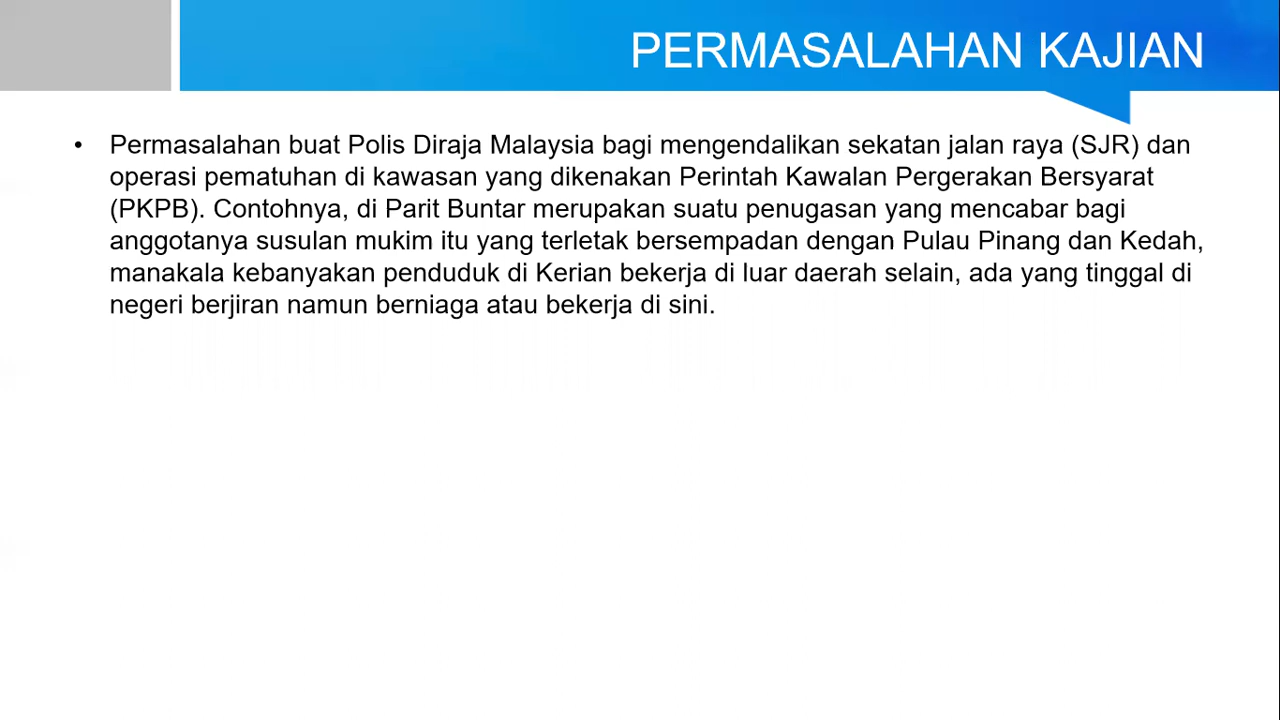 PERMASALAHAN KAJIAN
• Permasalahan buat Polis Diraja Malaysia bagi mengendalikan sekatan jalan raya (SJR) dan
operasi pematuhan di kawasan yang dikenakan Perintah Kawalan Pergerakan Bersyarat
(PKPB). Contohnya, di Parit Buntar merupakan suatu penugasan yang mencabar bagi
anggotanya susulan mukim itu yang terletak bersempadan dengan Pulau Pinang dan Kedah,
manakala kebanyakan penduduk di Kerian bekerja di luar daerah selain, ada yang tinggal di
negeri berjiran namun berniaga atau bekerja di sini.